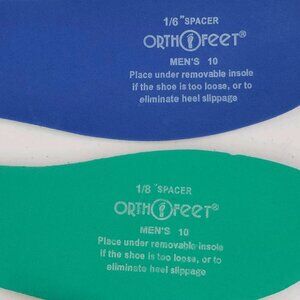 1/6" SPACER
ORTHOFEET®
MEN'S 10
Place under removable insole
if the shoe is too loose, or to
eliminate heel slippage
1/8" SPACER
ORTHOFEET®
MEN'S 10
Place under removable insole
if the shoe is too loose, or to
eliminate heel slippage